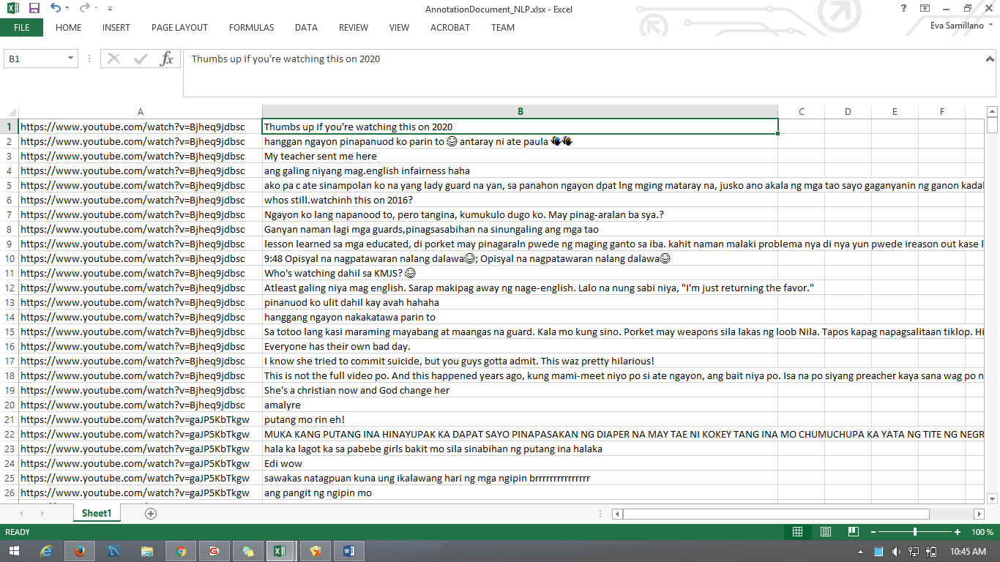 AnnotationDocument_NLP.xlsx - Excel
FILE HOME INSERT PAGE LAYOUT FORMULAS DATA REVIEW VIEW ACROBAT TEAM Eva Samillano
B1 fx Thumbs up if you're watching this on 2020
A B C D E F
1 https://www.youtube.com/watch?v=Bjheq9jdbsc Thumbs up if you're watching this on 2020
2 https://www.youtube.com/watch?v=Bjheq9jdbsc hanggan ngayon pinapanuod ko parin to 😂 antaray ni ate paula 👏👏
3 https://www.youtube.com/watch?v=Bjheq9jdbsc My teacher sent me here
4 https://www.youtube.com/watch?v=Bjheq9jdbsc ang galing niyang mag.english infairness haha
5 https://www.youtube.com/watch?v=Bjheq9jdbsc ako pa c ate sinampolan ko na yang lady guard na yan, sa panahon ngayon dpat lng mging mataray na, jusko ano akala ng mga tao sayo gaganyanin ng ganon
6 https://www.youtube.com/watch?v=Bjheq9jdbsc whos still.watchinh this on 2016?
7 https://www.youtube.com/watch?v=Bjheq9jdbsc Ngayon ko lang napanood to, pero tangina, kumukulo dugo ko. May pinag-aralan ba sya.?
8 https://www.youtube.com/watch?v=Bjheq9jdbsc Ganyan naman lagi mga guards,pinagsasabihan na sinungaling ang mga tao
9 https://www.youtube.com/watch?v=Bjheq9jdbsc lesson learned sa mga educated, di porket may pinagaraln pwede ng maging ganto sa iba. kahit naman malaki problema nya di nya yun pwede ireason out kase
10 https://www.youtube.com/watch?v=Bjheq9jdbsc 9:48 Opisyal na nagpatawaran nalang dalawa😂; Opisyal na nagpatawaran nalang dalawa😂
11 https://www.youtube.com/watch?v=Bjheq9jdbsc Who's watching dahil sa KMJS? 😂
12 https://www.youtube.com/watch?v=Bjheq9jdbsc Atleast galing niya mag english. Sarap makipag away ng nage-english. Lalo na nung sabi niya, "I'm just returning the favor."
13 https://www.youtube.com/watch?v=Bjheq9jdbsc pinanuod ko ulit dahil kay avah hahaha
14 https://www.youtube.com/watch?v=Bjheq9jdbsc hanggang ngayon nakakatawa parin to
15 https://www.youtube.com/watch?v=Bjheq9jdbsc Sa totoo lang kasi maraming mayabang at maangas na guard. Kala mo kung sino. Porket may weapons sila lakas ng loob Nila. Tapos kapag napagsalitaan tiklop.
16 https://www.youtube.com/watch?v=Bjheq9jdbsc Everyone has their own bad day.
17 https://www.youtube.com/watch?v=Bjheq9jdbsc I know she tried to commit suicide, but you guys gotta admit. This waz pretty hilarious!
18 https://www.youtube.com/watch?v=Bjheq9jdbsc This is not the full video po. And this happened years ago, kung mami-meet niyo po si ate ngayon, ang bait niya po. Isa na po siyang preacher kaya sana wag po
19 https://www.youtube.com/watch?v=Bjheq9jdbsc She's a christian now and God change her
20 https://www.youtube.com/watch?v=Bjheq9jdbsc amalyre
21 https://www.youtube.com/watch?v=gaJP5KbTkgw putang mo rin eh!
22 https://www.youtube.com/watch?v=gaJP5KbTkgw MUKA KANG PUTANG INA HINAYUPAK KA DAPAT SAYO PINAPASAKAN NG DIAPER NA MAY TAE NI KOKEY TANG INA MO CHUMUCHUPA KA YATA NG TITE NG
23 https://www.youtube.com/watch?v=gaJP5KbTkgw hala ka lagot ka sa pabebe girls bakit mo sila sinabihan ng putang ina halaka
24 https://www.youtube.com/watch?v=gaJP5KbTkgw Edi wow
25 https://www.youtube.com/watch?v=gaJP5KbTkgw sawakas natagpuan kuna ung ikalawang hari ng mga ngipin brrrrrrrrrrrrrrr
26 https://www.youtube.com/watch?v=gaJP5KbTkgw ang pangit ng ngipin mo
Sheet1
READY 100 %
10:45 AM